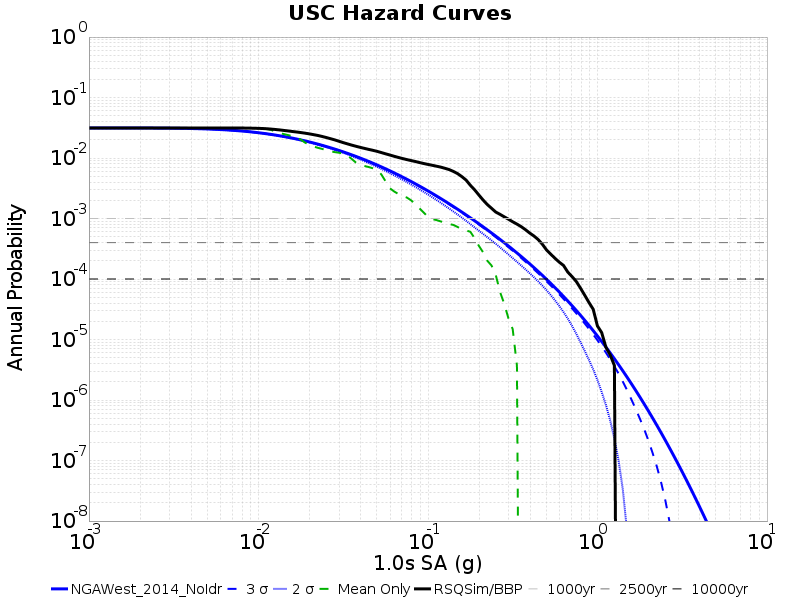 USC Hazard Curves
10^0
10^-1
10^-2
10^-3
10^-4
10^-5
10^-6
10^-7
10^-8
Annual Probability
10^-3 10^-2 10^-1 10^0 10^1
1.0s SA (g)
NGAWest_2014_NoIdr 3 σ 2 σ Mean Only RSQSim/BBP 1000yr 2500yr 10000yr